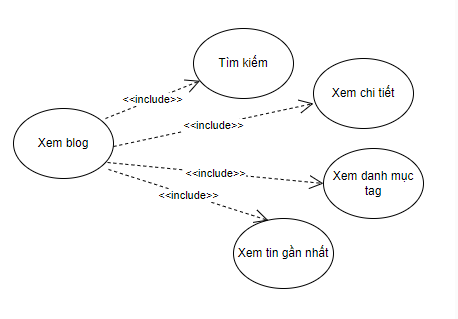 Tìm kiếm
Xem chi tiết
<<include>>
<<include>>
Xem blog
<<include>>
Xem danh mục
tag
<<include>>
Xem tin gần nhất